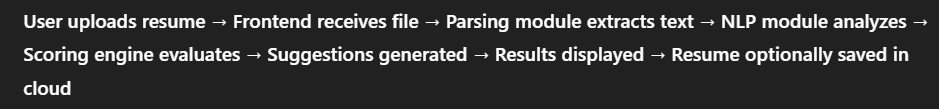 User uploads resume → Frontend receives file → Parsing module extracts text → NLP module analyzes →
Scoring engine evaluates → Suggestions generated → Results displayed → Resume optionally saved in
cloud